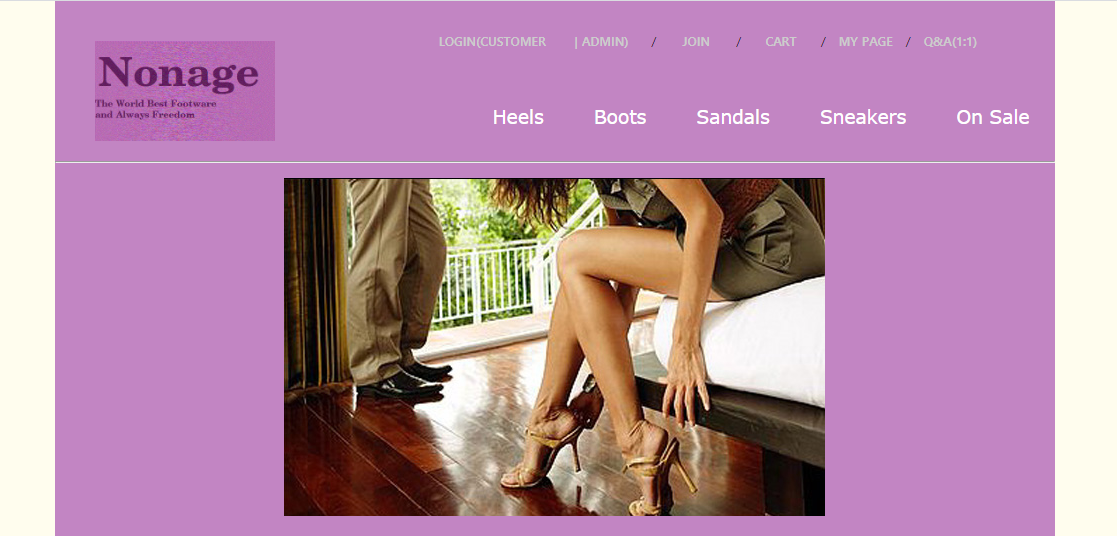 LOGIN(CUSTOMER | ADMIN) / JOIN / CART / MY PAGE / Q&A(1:1)
Nonage
The World Best Footware
and Always Freedom
Heels Boots Sandals Sneakers On Sale